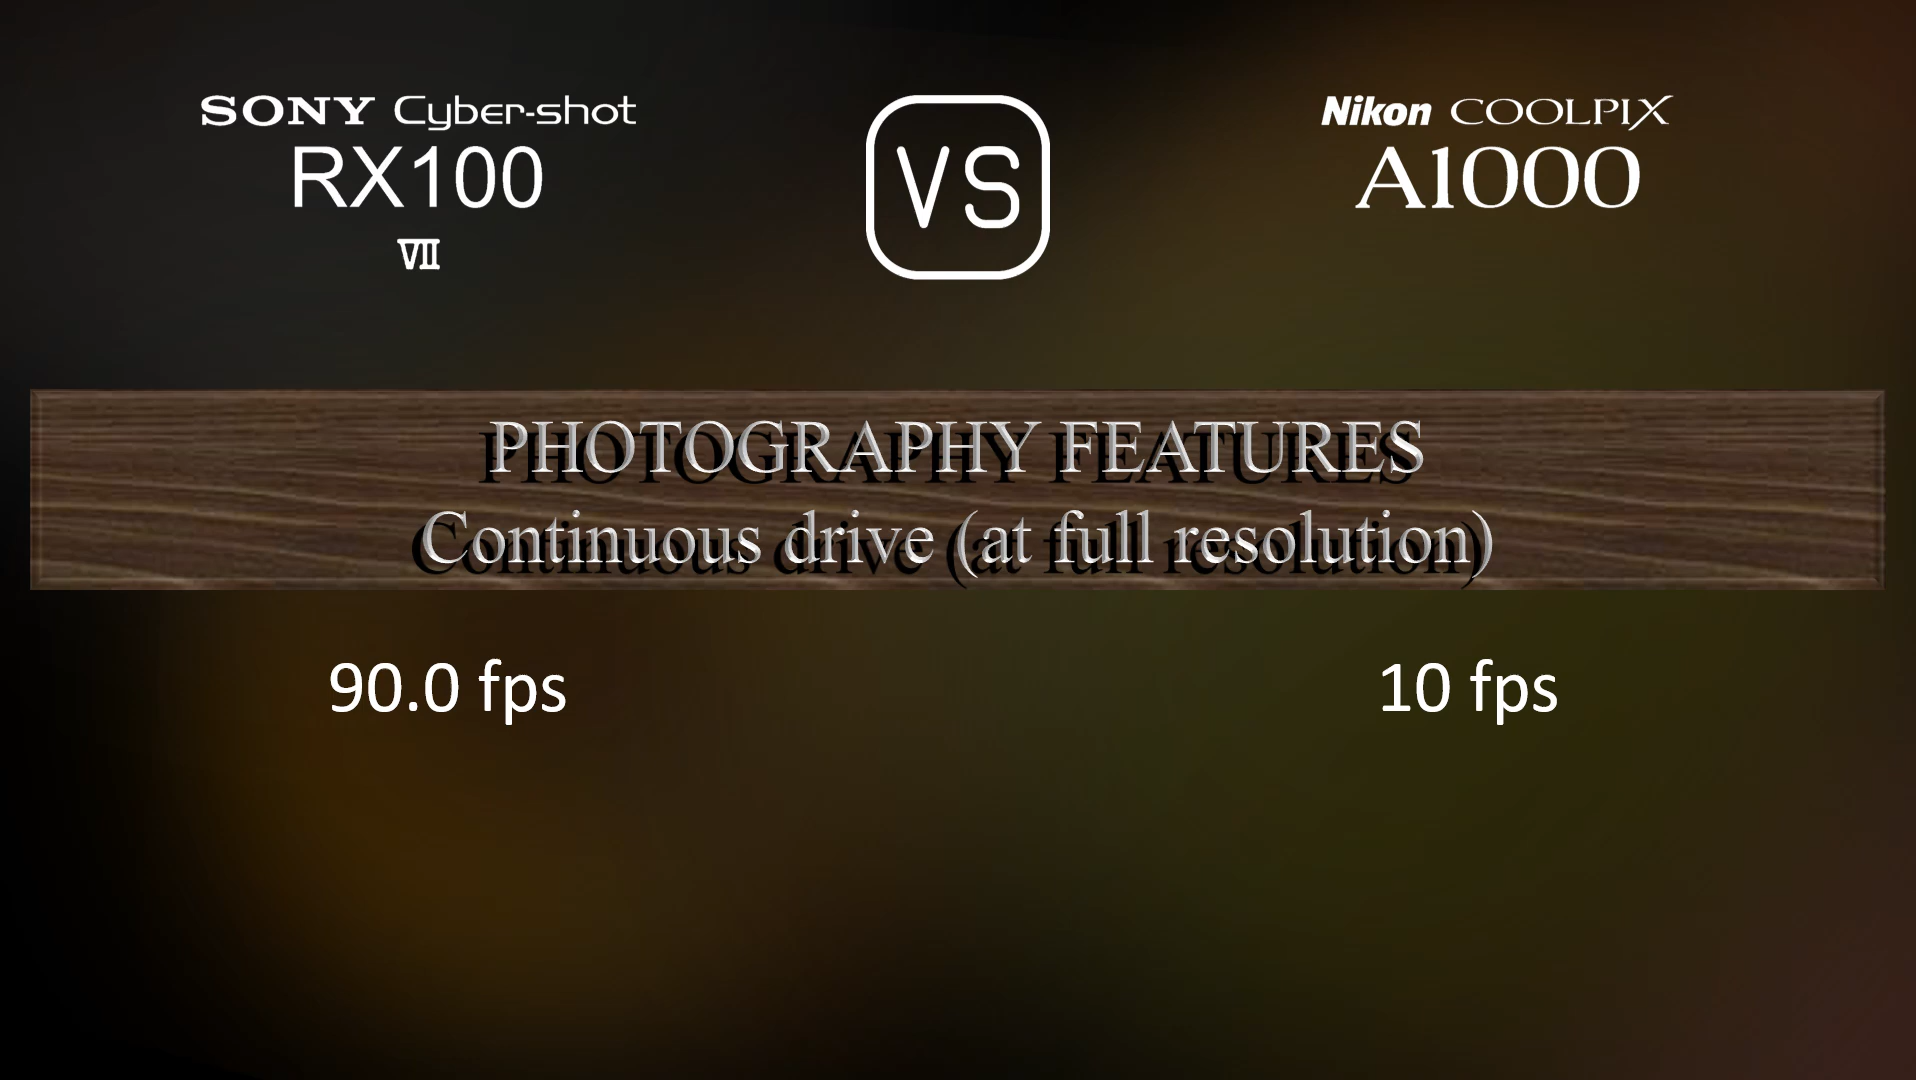 SONY Cyber-shot
RX100
VII
VS
Nikon COOLPIX
A1000
PHOTOGRAPHY FEATURES
Continuous drive (at full resolution)
90.0 fps
10 fps